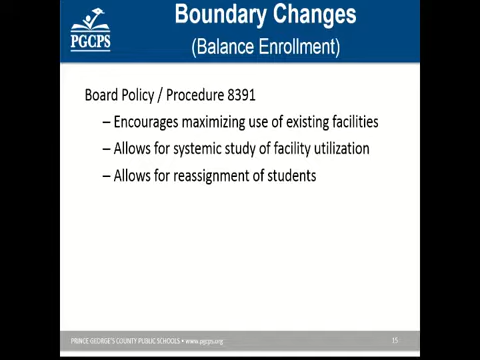 PGCPS
Boundary Changes
(Balance Enrollment)
Board Policy / Procedure 8391
– Encourages maximizing use of existing facilities
– Allows for systemic study of facility utilization
– Allows for reassignment of students
PRINCE GEORGE'S COUNTY PUBLIC SCHOOLS • www.pgcps.org
15